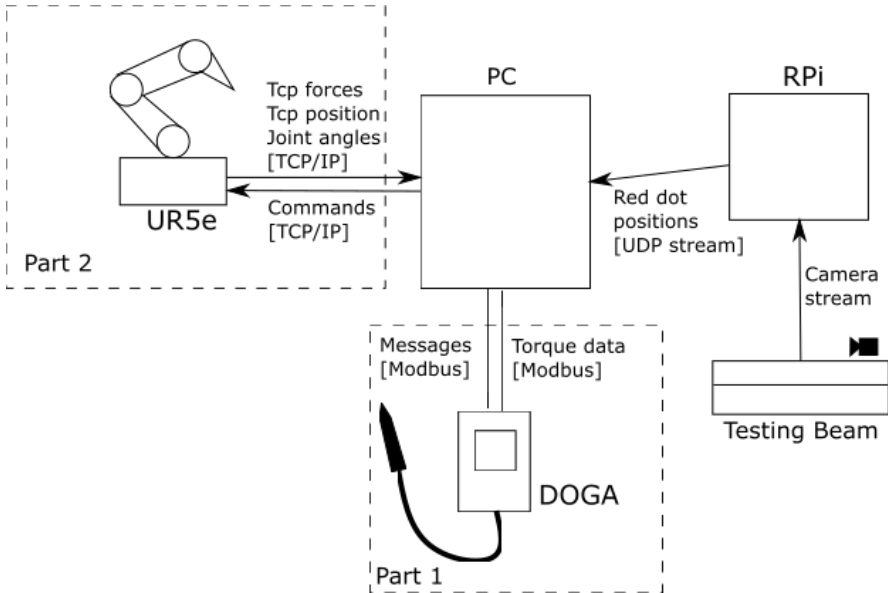 PC
RPi
Tcp forces
Tcp position
Joint angles
[TCP/IP]
Commands
[TCP/IP]
UR5e
Part 2
Red dot
positions
[UDP stream]
Camera
stream
Testing Beam
Messages
[Modbus]
Torque data
[Modbus]
DOGA
Part 1